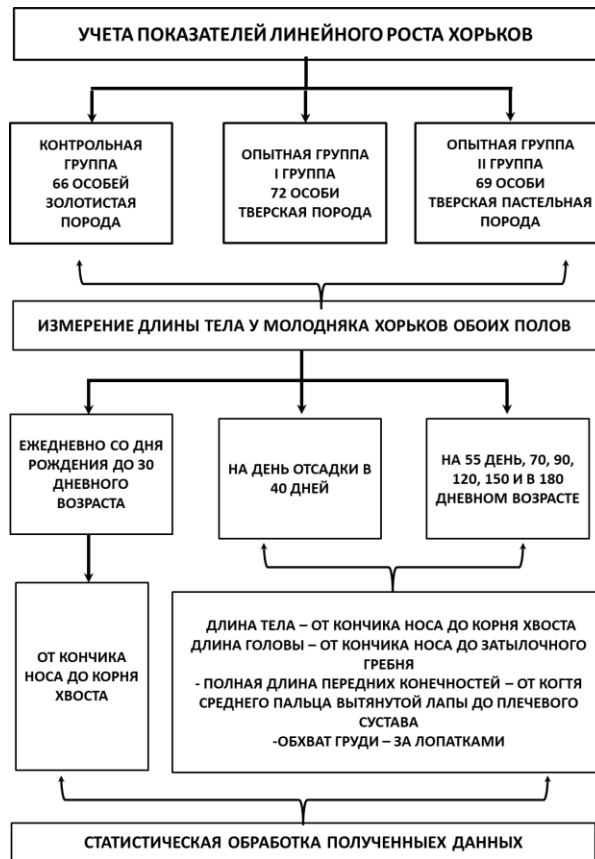 УЧЕТА ПОКАЗАТЕЛЕЙ ЛИНЕЙНОГО РОСТА ХОРЬКОВ
КОНТРОЛЬНАЯ
ГРУППА
66 ОСОБЕЙ
ЗОЛОТИСТАЯ
ПОРОДА
ОПЫТНАЯ ГРУППА
I ГРУППА
72 ОСОБИ
ТВЕРСКАЯ ПОРОДА
ОПЫТНАЯ ГРУППА
II ГРУППА
69 ОСОБИ
ТВЕРСКАЯ ПАСТЕЛЬНАЯ
ПОРОДА
ИЗМЕРЕНИЕ ДЛИНЫ ТЕЛА У МОЛОДНЯКА ХОРЬКОВ ОБОИХ ПОЛОВ
ЕЖЕДНЕВНО СО ДНЯ
РОЖДЕНИЯ ДО 30
ДНЕВНОГО
ВОЗРАСТА
НА ДЕНЬ ОТСАДКИ В
40 ДНЕЙ
НА 55 ДЕНЬ, 70, 90,
120, 150 И В 180
ДНЕВНОМ ВОЗРАСТЕ
ОТ КОНЧИКА
НОСА ДО КОРНЯ
ХВОСТА
ДЛИНА ТЕЛА – ОТ КОНЧИКА НОСА ДО КОРНЯ ХВОСТА
ДЛИНА ГОЛОВЫ – ОТ КОНЧИКА НОСА ДО ЗАТЫЛОЧНОГО
ГРЕБНЯ
- ПОЛНАЯ ДЛИНА ПЕРЕДНИХ КОНЕЧНОСТЕЙ – ОТ КОГТЯ
СРЕДНЕГО ПАЛЬЦА ВЫТЯНУТОЙ ЛАПЫ ДО ПЛЕЧЕВОГО
СУСТАВА
-ОБХВАТ ГРУДИ – ЗА ЛОПАТКАМИ
СТАТИСТИЧЕСКАЯ ОБРАБОТКА ПОЛУЧЕННЫЕХ ДАННЫХ